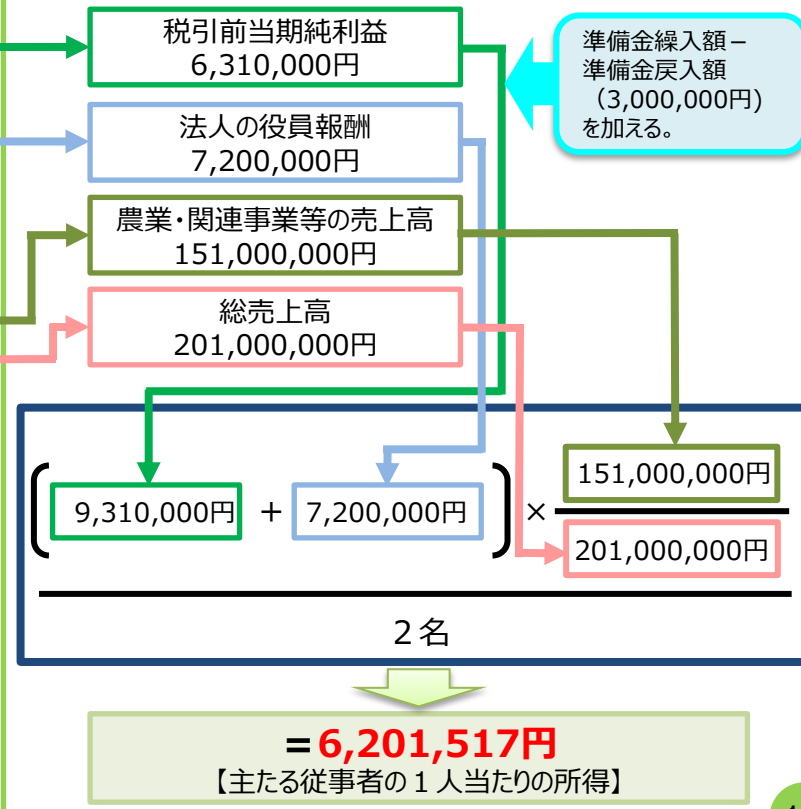 税引前当期純利益
6,310,000円
準備金繰入額－
準備金戻入額
（3,000,000円)
を加える。
法人の役員報酬
7,200,000円
農業・関連事業等の売上高
151,000,000円
総売上高
201,000,000円
( 9,310,000円 + 7,200,000円 ) × 151,000,000円
201,000,000円
２名
＝6,201,517円
【主たる従事者の１人当たりの所得】